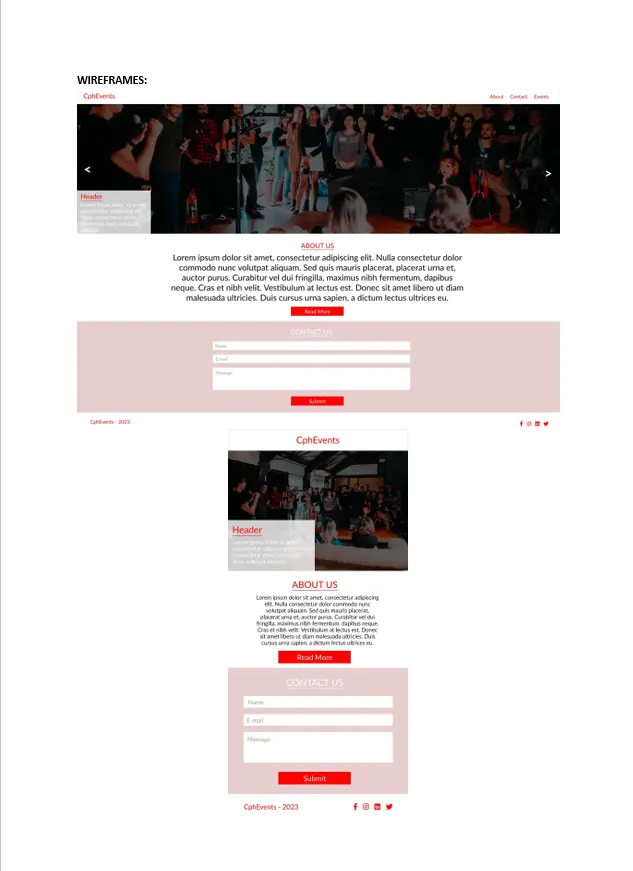 WIREFRAMES:
CphEvents
About Contact Events
<
>
Header
Lorem ipsum dolor sit amet,
consectetur adipiscing elit.
ABOUT US
Lorem ipsum dolor sit amet, consectetur adipiscing elit. Nulla consectetur dolor
commodo nunc volutpat aliquam. Sed quis mauris placerat, placerat urna et,
auctor purus. Curabitur vel dui fringilla, maximus nibh fermentum, dapibus
neque. Cras et nibh velit. Vestibulum at lectus est. Donec sit amet libero ut diam
malesuada ultricies. Duis cursus urna sapien, a dictum lectus ultrices eu.
Read More
CONTACT US
Name
E-mail
Message
Submit
CphEvents - 2023
CphEvents
Header
Lorem ipsum dolor sit amet,
ABOUT US
Lorem ipsum dolor sit amet, consectetur adipiscing
elit. Nulla consectetur dolor commodo nunc
volutpat aliquam. Sed quis mauris placerat,
placerat urna et, auctor purus. Curabitur vel dui
fringilla, maximus nibh fermentum, dapibus neque.
Cras et nibh velit. Vestibulum at lectus est. Donec
sit amet libero ut diam malesuada ultricies. Duis
cursus urna sapien, a dictum lectus ultrices eu.
Read More
CONTACT US
Name
E-mail
Message
Submit
CphEvents - 2023